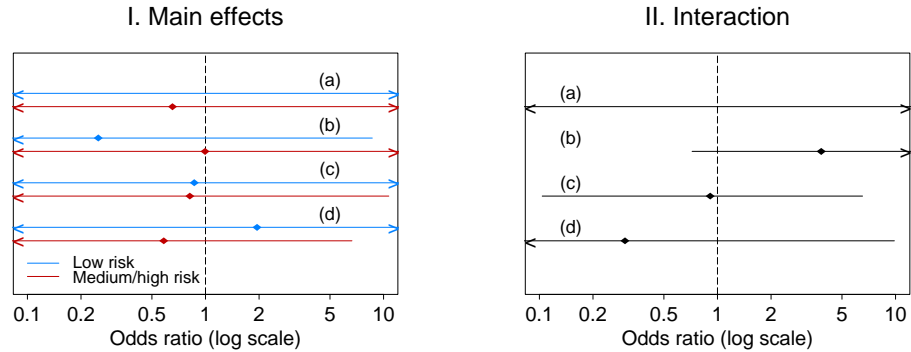 I. Main effects
(a)
(b)
(c)
(d)
Low risk
Medium/high risk
0.1 0.2 0.5 1 2 5 10
Odds ratio (log scale)
II. Interaction
(a)
(b)
(c)
(d)
0.1 0.2 0.5 1 2 5 10
Odds ratio (log scale)